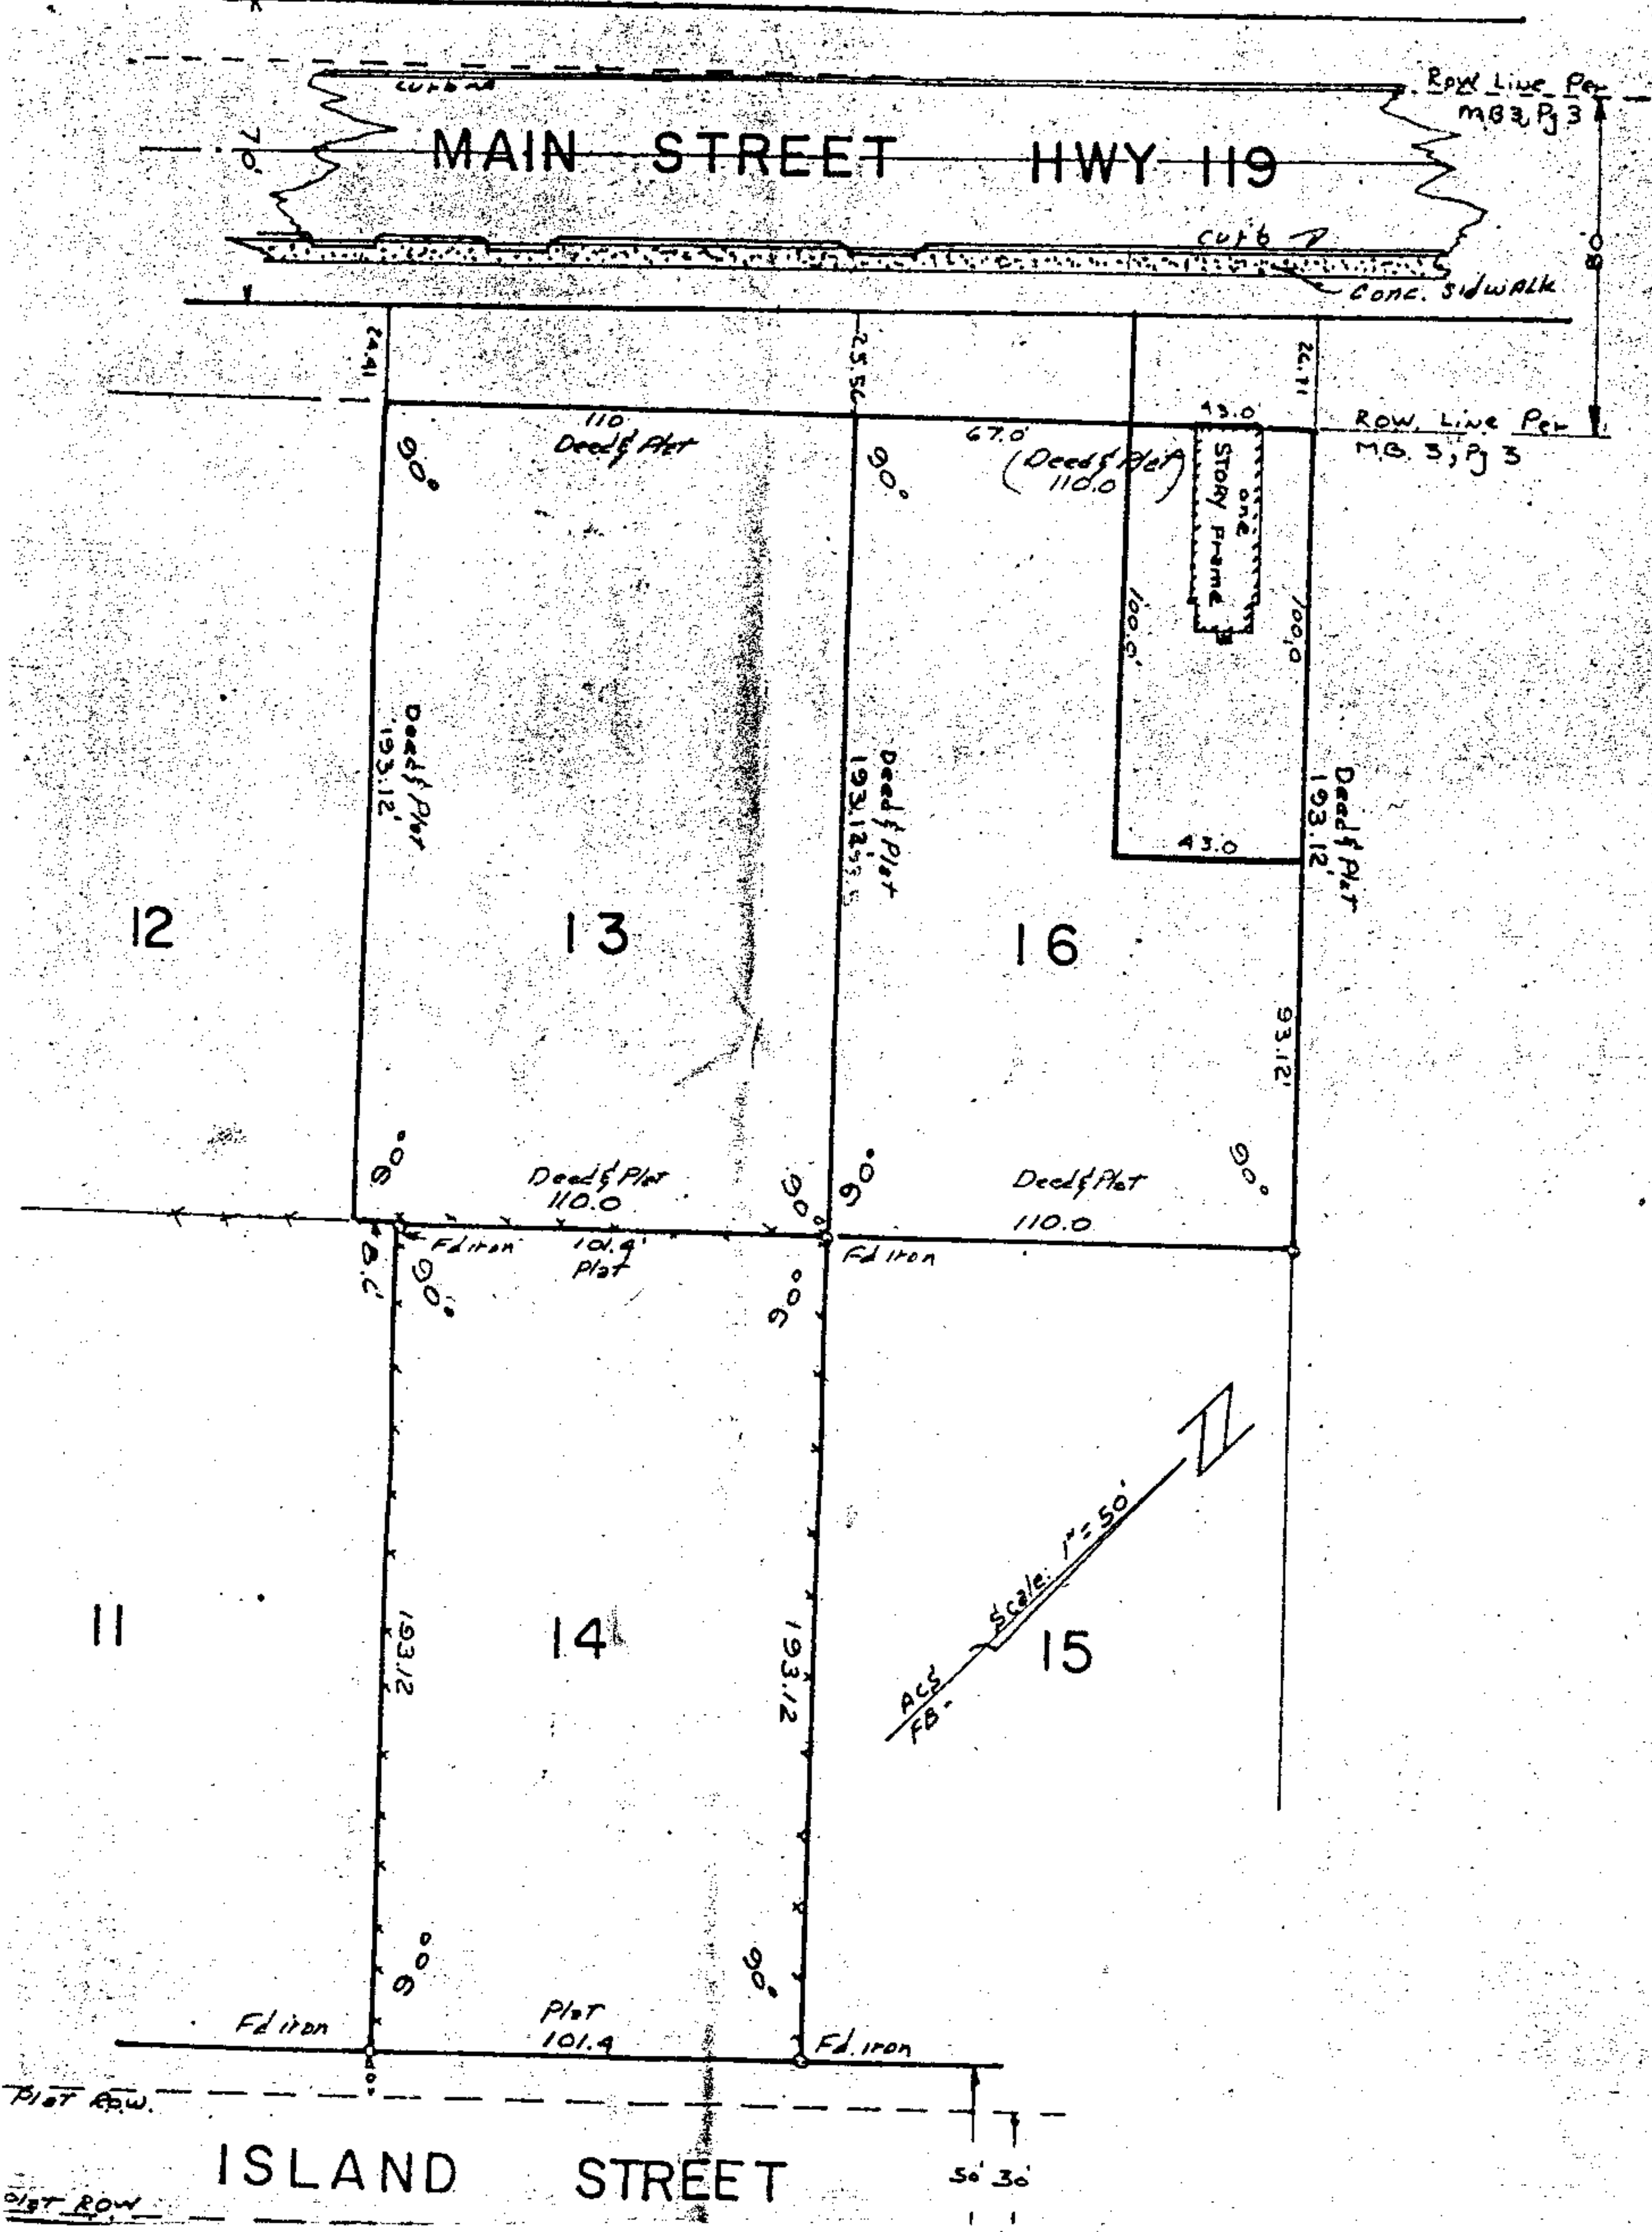 curb
Row Line Per
MB 3, Pg 3
70'
MAIN STREET HWY 119
80'
curb
Conc. Sidwalk
24.41
25.56
26.71
110
Deed & Plat
67.0'
(Deed & Plat)
110.0
43.0'
ROW. Line Per
M.B. 3, Pg 3
90°
90°
one
STORY Frame
100.0'
100.0
Deed & Plat
193.12'
Deed & Plat
193.12'
Deed & Plat
193.12'
43.0
12
13
16
93.12'
90°
Deed & Plat
110.0
90°
90°
Deed & Plat
110.0
90°
8.6'
Fd iron
101.4'
Plat
Fd iron
90°
90°
Scale: 1" = 50'
ACS
FB-
11
193.12
14
193.12
15
90°
90°
Fd iron
Plat
101.4
Fd. iron
Plat R.O.W.
ISLAND STREET
50' 30'
Plat ROW